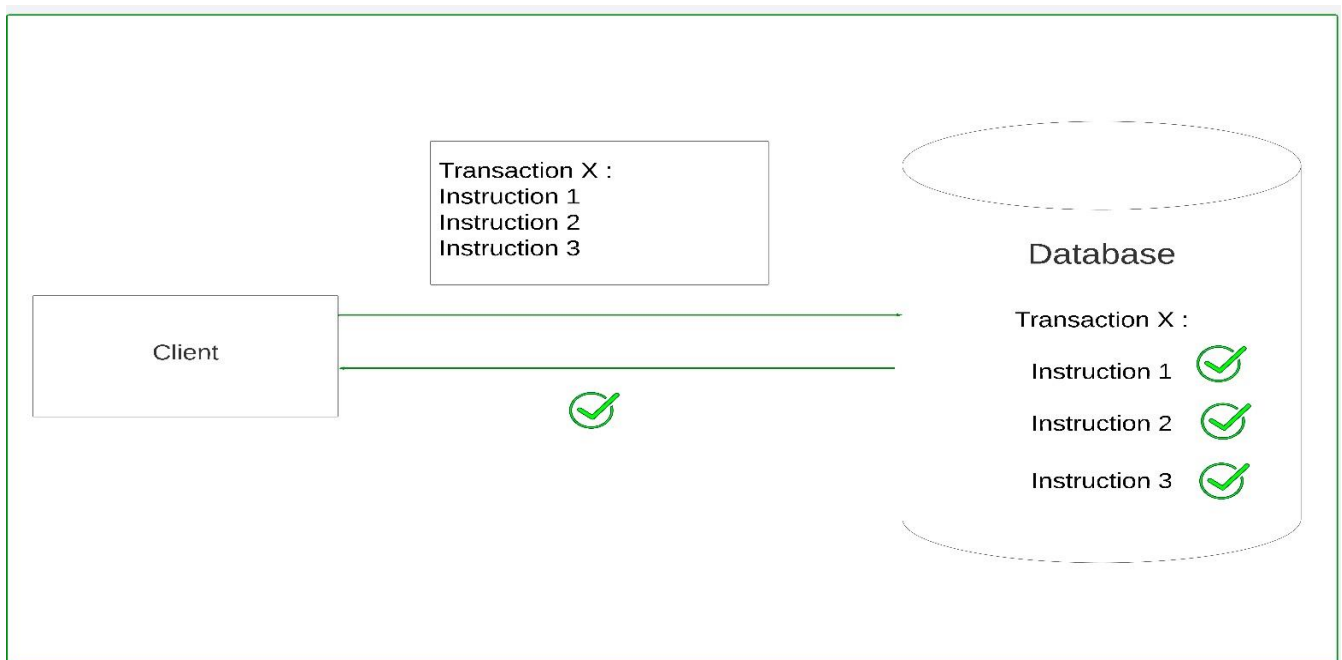 Transaction X :
Instruction 1
Instruction 2
Instruction 3
Client
Database
Transaction X :
Instruction 1
Instruction 2
Instruction 3